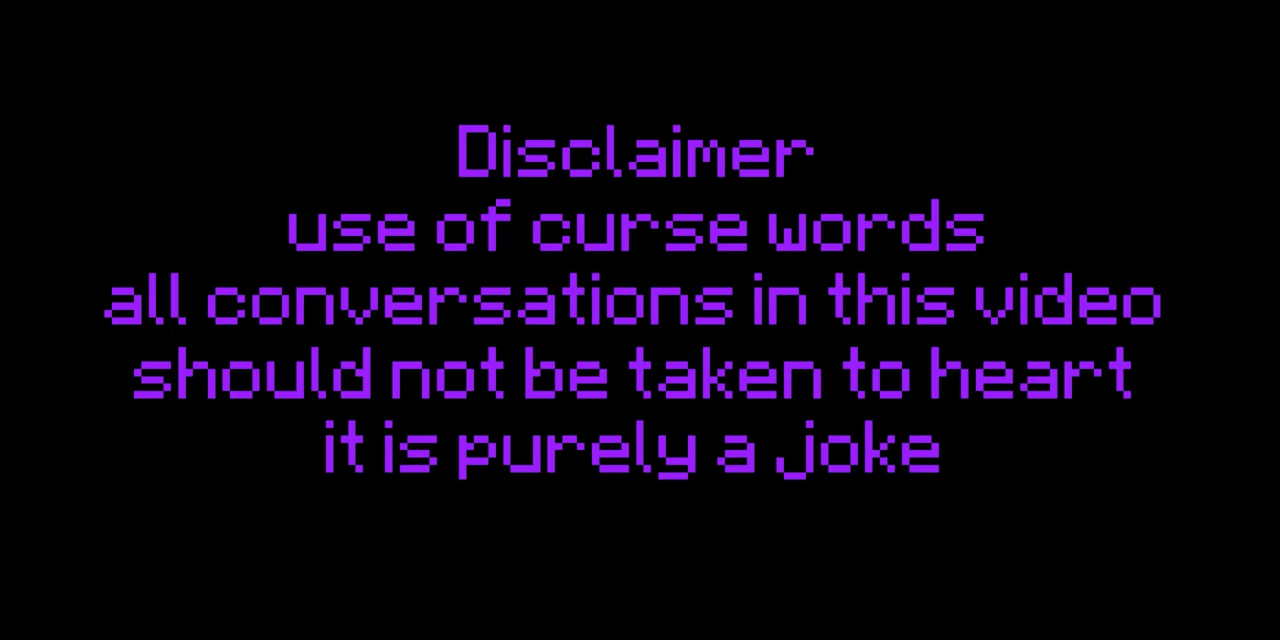 Disclaimer
use of curse words
all conversations in this video
should not be taken to heart
it is purely a joke